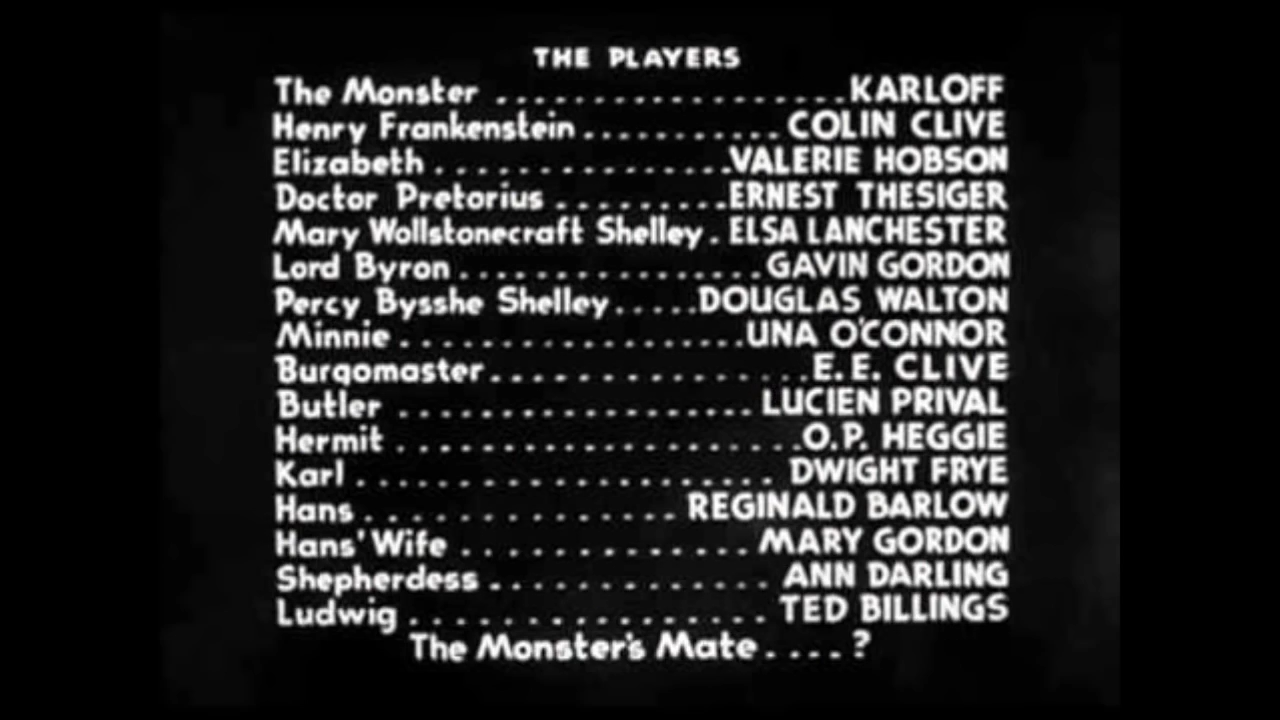 THE PLAYERS
The Monster ................. KARLOFF
Henry Frankenstein ........... COLIN CLIVE
Elizabeth ............... VALERIE HOBSON
Doctor Pretorius ......... ERNEST THESIGER
Mary Wollstonecraft Shelley . ELSA LANCHESTER
Lord Byron ............... GAVIN GORDON
Percy Bysshe Shelley ..... DOUGLAS WALTON
Minnie ................. UNA O'CONNOR
Burgomaster ................ E. E. CLIVE
Butler ................. LUCIEN PRIVAL
Hermit .................... O.P. HEGGIE
Karl .................... DWIGHT FRYE
Hans ............... REGINALD BARLOW
Hans' Wife .............. MARY GORDON
Shepherdess ............. ANN DARLING
Ludwig ................. TED BILLINGS
The Monster's Mate .... ?